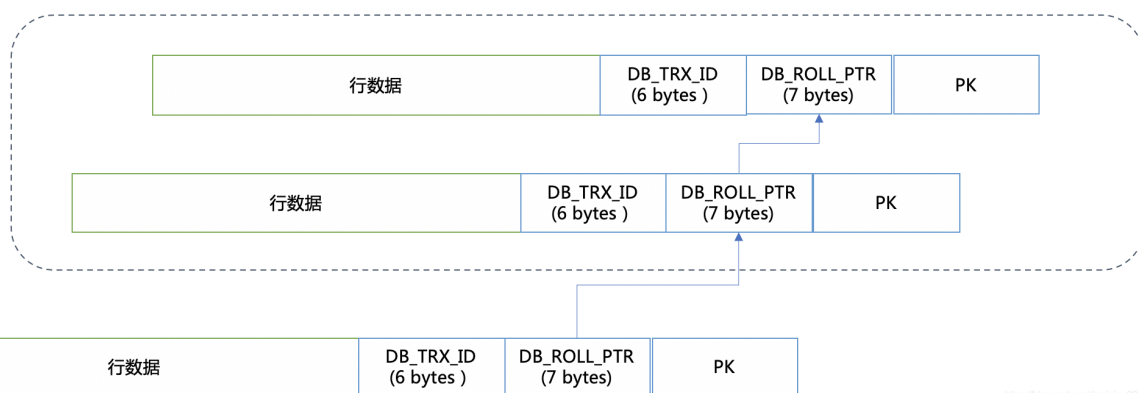 行数据
DB_TRX_ID
(6 bytes )
DB_ROLL_PTR
(7 bytes)
PK
行数据
DB_TRX_ID
(6 bytes )
DB_ROLL_PTR
(7 bytes)
PK
行数据
DB_TRX_ID
(6 bytes )
DB_ROLL_PTR
(7 bytes)
PK